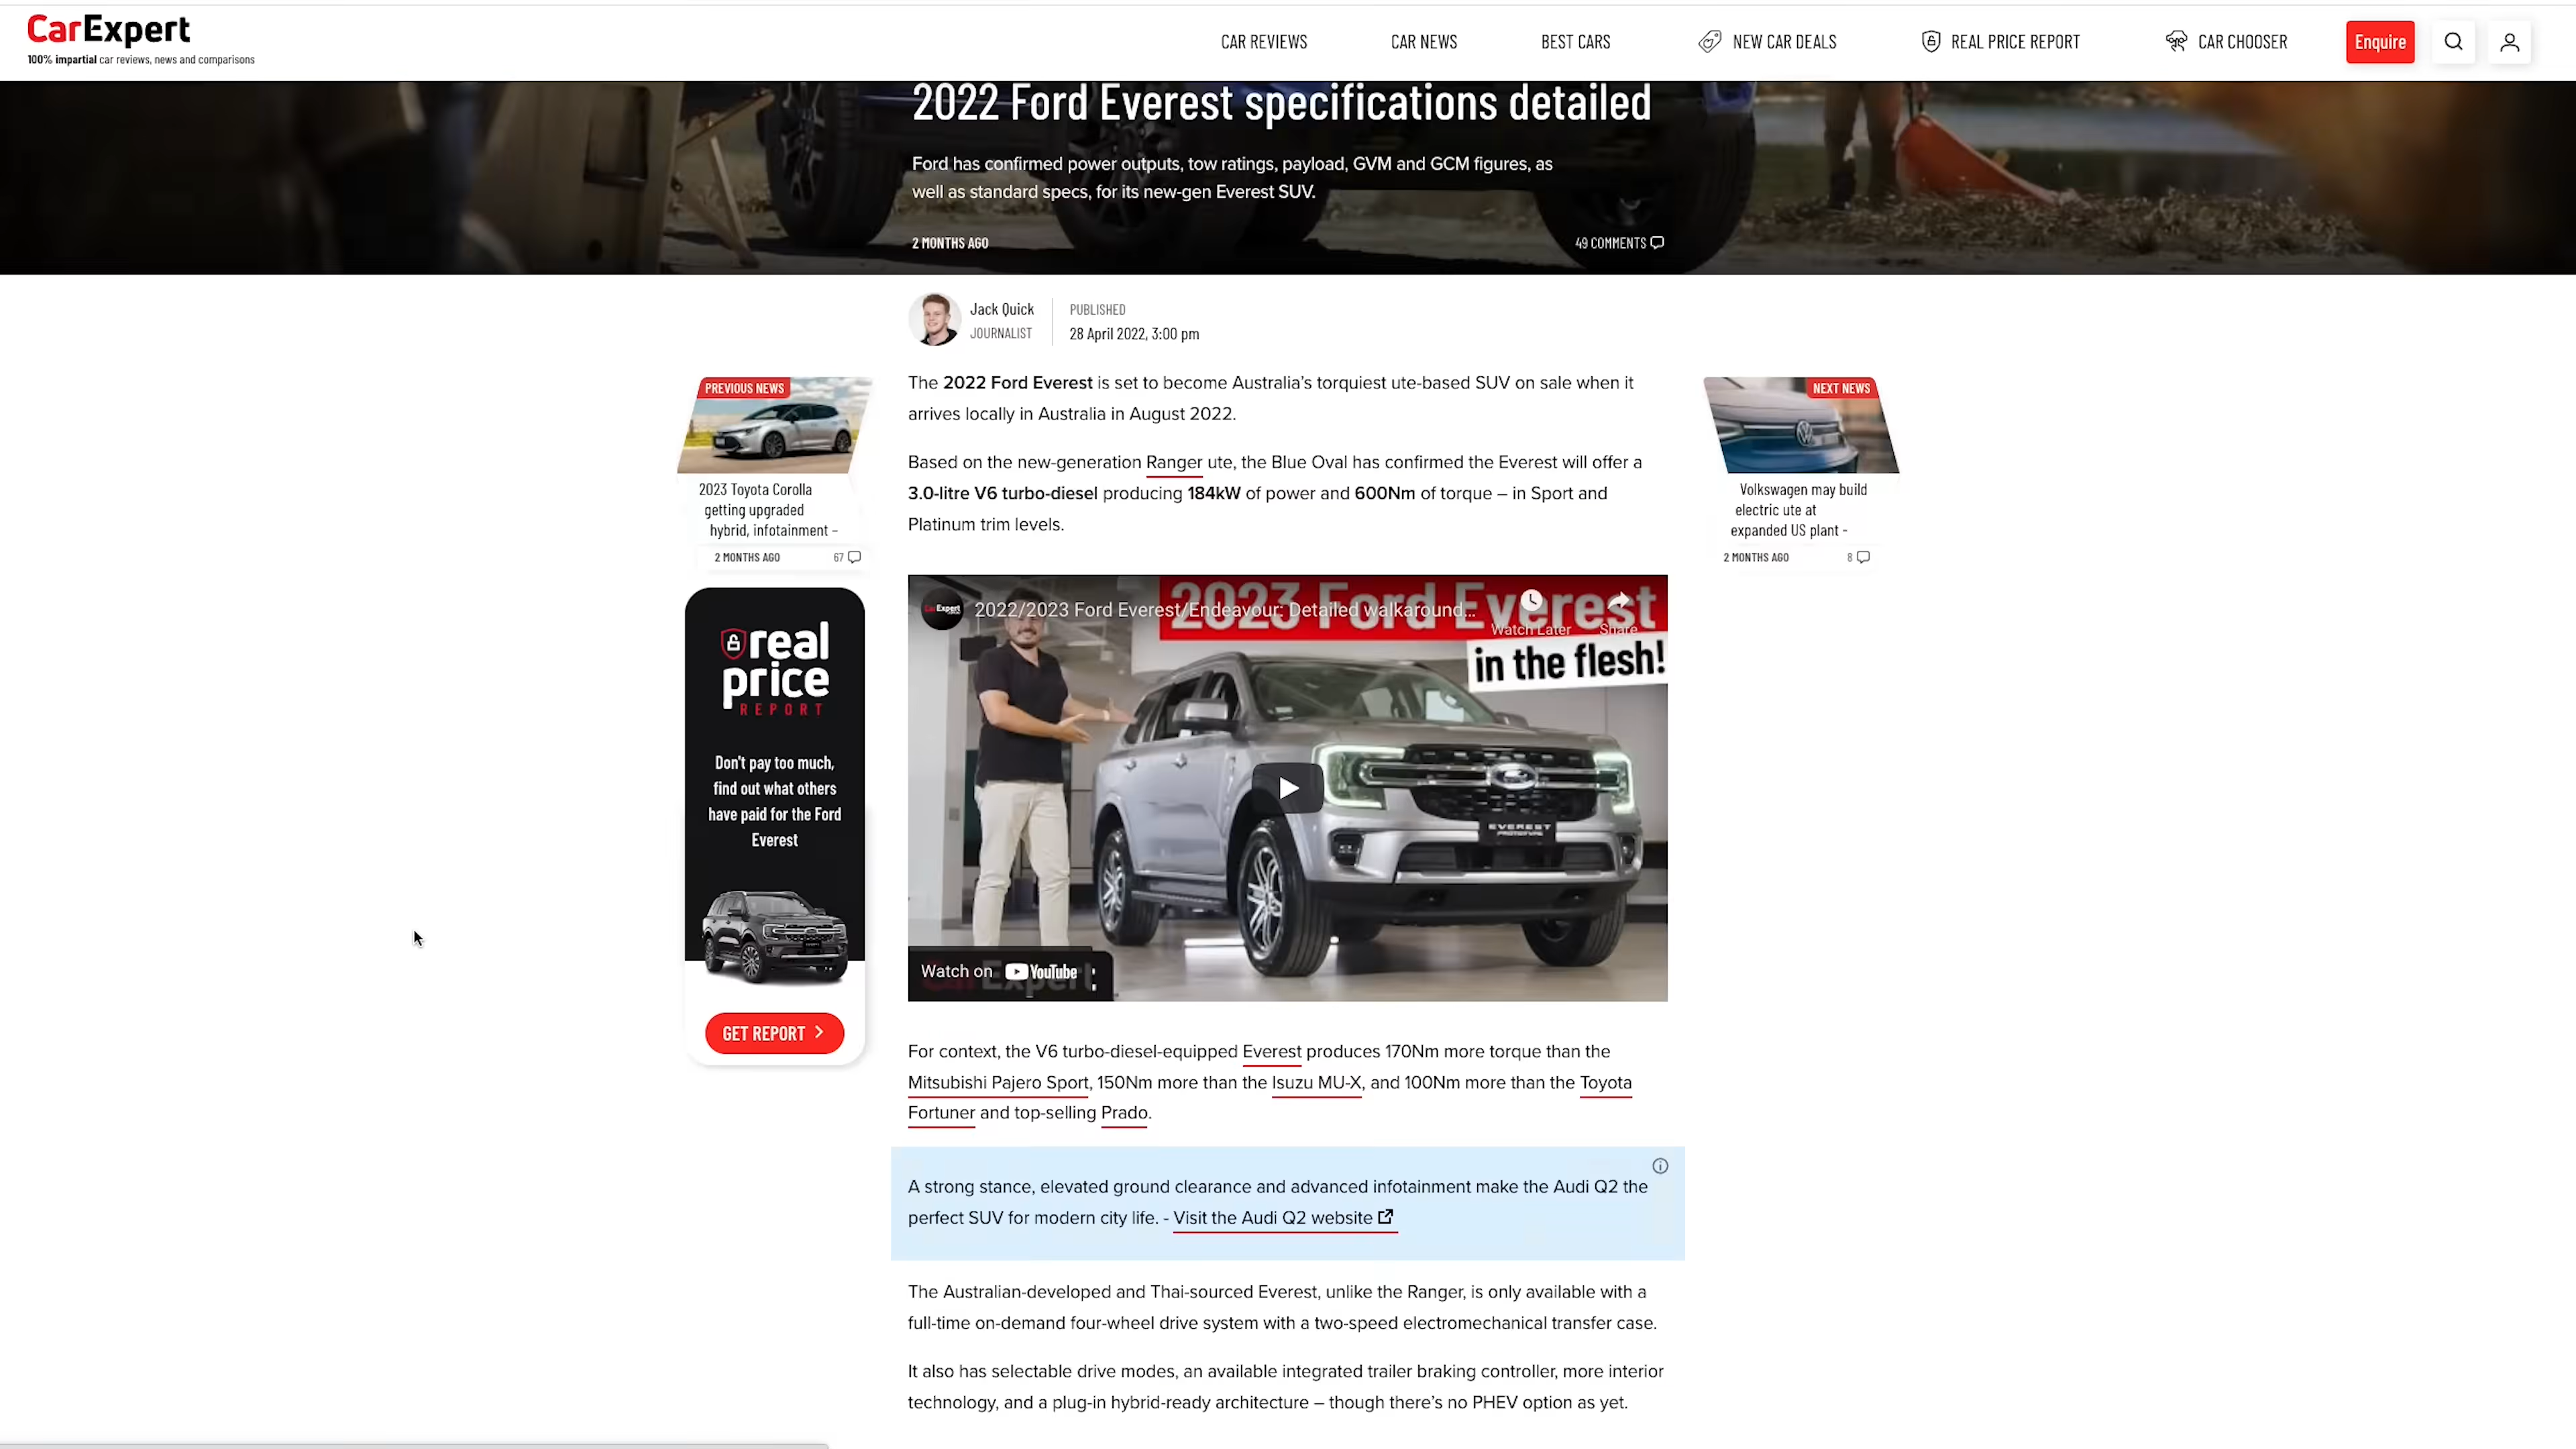 CarExpert
100% impartial car reviews, news and comparisons
CAR REVIEWS
CAR NEWS
BEST CARS
NEW CAR DEALS
REAL PRICE REPORT
CAR CHOOSER
Enquire
2022 Ford Everest specifications detailed
Ford has confirmed power outputs, tow ratings, payload, GVM and GCM figures, as
well as standard specs, for its new-gen Everest SUV.
2 MONTHS AGO
49 COMMENTS
Jack Quick
JOURNALIST
PUBLISHED
28 April 2022, 3:00 pm
PREVIOUS NEWS
2023 Toyota Corolla
getting upgraded
hybrid, infotainment –
2 MONTHS AGO
67
real
price
REPORT
Don't pay too much,
find out what others
have paid for the Ford
Everest
GET REPORT
The 2022 Ford Everest is set to become Australia's torquiest ute-based SUV on sale when it
arrives locally in Australia in August 2022.
Based on the new-generation Ranger ute, the Blue Oval has confirmed the Everest will offer a
3.0-litre V6 turbo-diesel producing 184kW of power and 600Nm of torque – in Sport and
Platinum trim levels.
CarExpert
2022/2023 Ford Everest/Endeavour: Detailed walkaround...
2023 Ford Everest
Watch Later
Share
in the flesh!
EVEREST
PROTOTYPE
Watch on YouTube
CarExpert
For context, the V6 turbo-diesel-equipped Everest produces 170Nm more torque than the
Mitsubishi Pajero Sport, 150Nm more than the Isuzu MU-X, and 100Nm more than the Toyota
Fortuner and top-selling Prado.
A strong stance, elevated ground clearance and advanced infotainment make the Audi Q2 the
perfect SUV for modern city life. - Visit the Audi Q2 website
The Australian-developed and Thai-sourced Everest, unlike the Ranger, is only available with a
full-time on-demand four-wheel drive system with a two-speed electromechanical transfer case.
It also has selectable drive modes, an available integrated trailer braking controller, more interior
technology, and a plug-in hybrid-ready architecture – though there's no PHEV option as yet.
NEXT NEWS
Volkswagen may build
electric ute at
expanded US plant -
2 MONTHS AGO
8